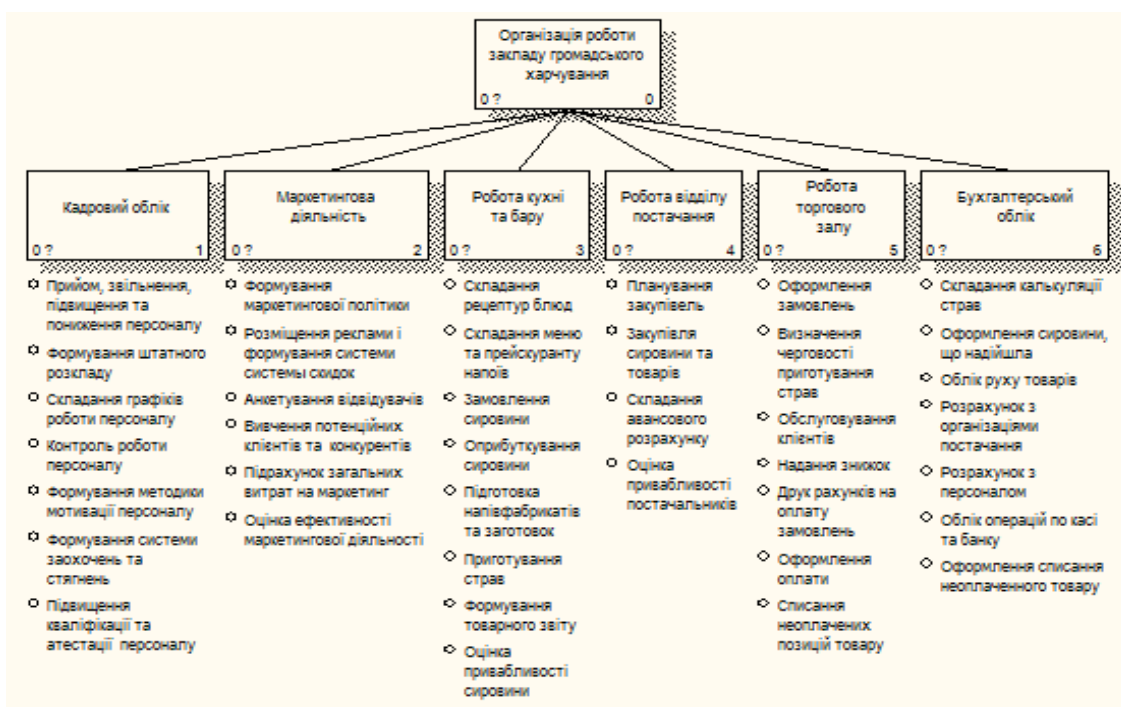 Організація роботи
закладу громадського
харчування
0 ? 0
Кадровий облік
0 ? 1
Маркетингова
діяльність
0 ? 2
Робота кухні
та бару
0 ? 3
Робота відділу
постачання
0 ? 4
Робота
торгового
залу
0 ? 5
Бухгалтерський
облік
0 ? 6
Прийом, звільнення,
підвищення та
пониження персоналу
Формування штатного
розкладу
Складання графіків
роботи персоналу
Контроль роботи
персоналу
Формування методики
мотивації персоналу
Формування системи
заохочень та
стягнень
Підвищення
кваліфікації та
атестації персоналу
Формування
маркетингової політики
Розміщення реклами і
формування системи
системы скидок
Анкетування відвідувачів
Вивчення потенційних
клієнтів та конкурентів
Підрахунок загальних
витрат на маркетинг
Оцінка ефективності
маркетингової діяльності
Складання
рецептур блюд
Складання меню
та прейскуранту
напоїв
Замовлення
сировини
Оприбуткування
сировини
Підготовка
напівфабрикатів
та заготовок
Приготування
страв
Формування
товарного звіту
Оцінка
привабливості
сировини
Планування
закупівель
Закупівля
сировини та
товарів
Складання
авансового
розрахунку
Оцінка
привабливості
постачальників
Оформлення
замовлень
Визначення
черговості
приготування
страв
Обслуговування
клієнтів
Надання знижок
Друк рахунків на
оплату
замовлень
Оформлення
оплати
Списання
неоплачених
позицій товару
Складання калькуляції
страв
Оформлення сировини,
що надійшла
Облік руху товарів
Розрахунок з
організаціями
постачання
Розрахунок з
персоналом
Облік операцій по касі
та банку
Оформлення списання
неоплаченного товару